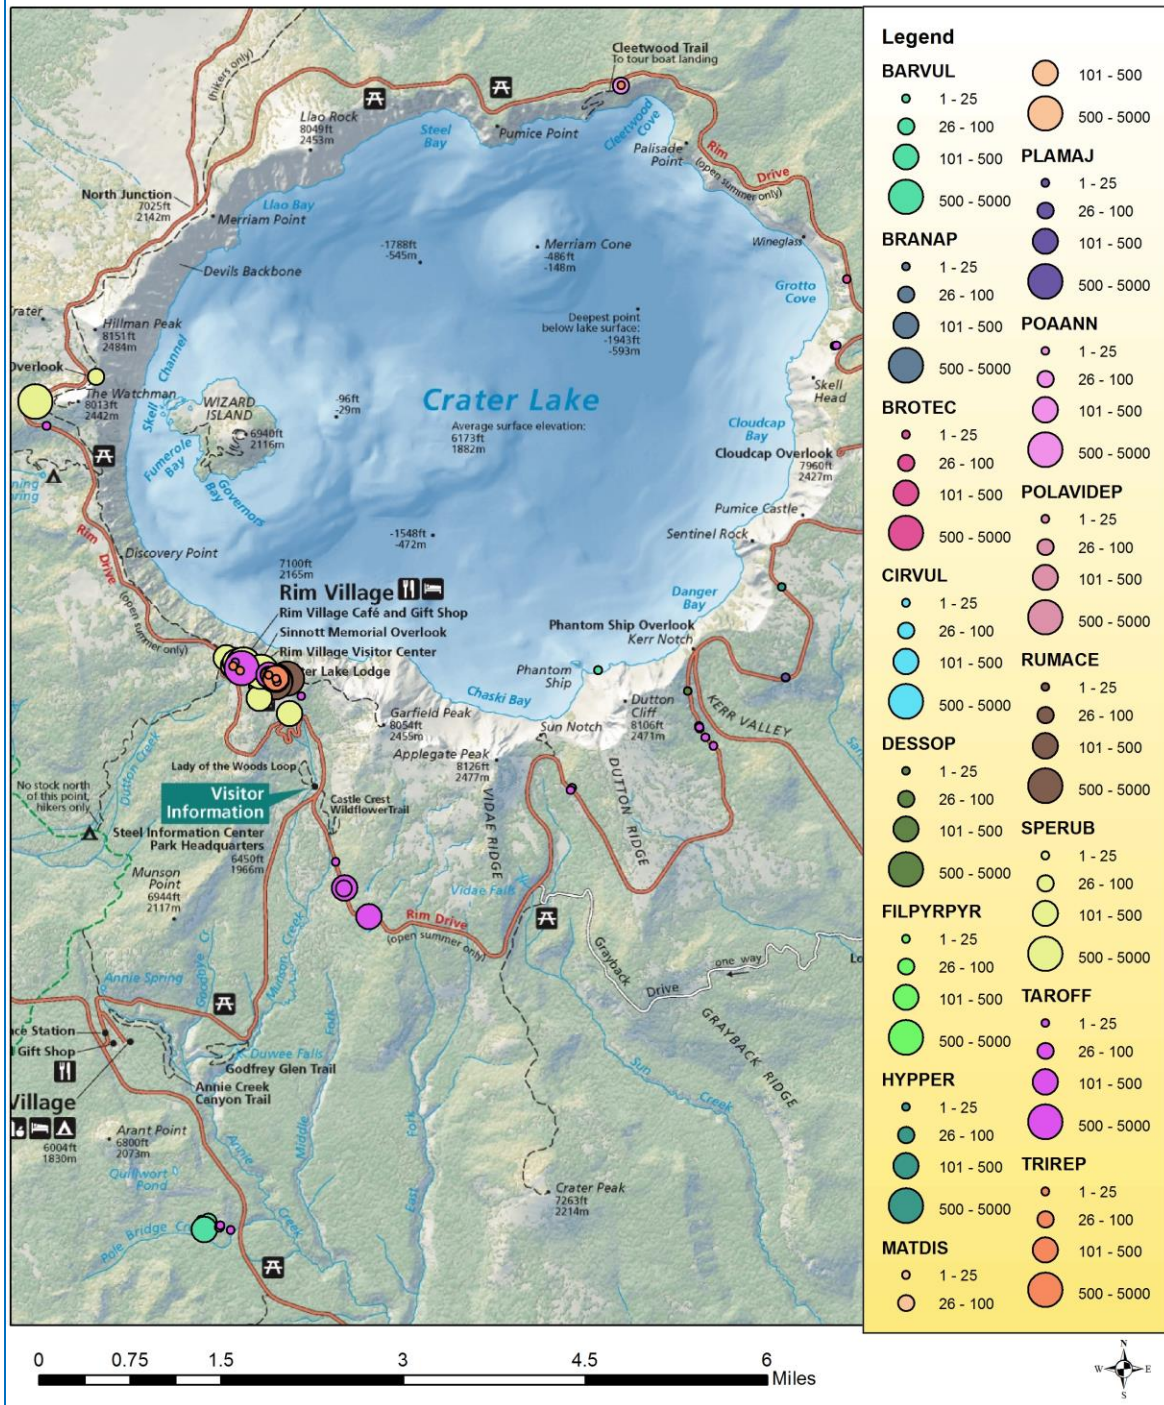 Cleetwood Trail
To tour boat landing
(hikers only)
Llao Rock
8049ft
2453m
Steel
Bay
Pumice Point
Cleetwood
Cove
Palisade
Point
Rim
Drive
(open summer only)
North Junction
7025ft
2142m
Llao Bay
Merriam Point
Devils Backbone
-1788ft
-545m
Merriam Cone
-486ft
-148m
Wineglass
Grotto
Cove
Deepest point
below lake surface:
-1943ft
-593m
rater
Hillman Peak
8151ft
2484m
Overlook
The Watchman
8013ft
2442m
Skell
Channel
WIZARD
ISLAND
6940ft
2116m
-96ft
-29m
Crater Lake
Average surface elevation:
6173ft
1882m
Skell
Head
Cloudcap
Bay
Cloudcap Overlook
7960ft
2427m
Fumerole
Bay
Governors
Bay
ning
ring
Pumice Castle
Sentinel Rock
-1548ft
-472m
Rim
Drive
(open summer only)
Discovery Point
7100ft
2165m
Rim Village
Rim Village Café and Gift Shop
Sinnott Memorial Overlook
Rim Village Visitor Center
ter Lake Lodge
Danger
Bay
Phantom Ship Overlook
Kerr Notch
Phantom
Ship
Chaski Bay
Garfield Peak
8054ft
2455m
Sun Notch
Dutton
Cliff
8106ft
2471m
KERR VALLEY
Applegate Peak
8126ft
2477m
Dutton Creek
No stock north
of this point,
hikers only
Lady of the Woods Loop
Visitor
Information
Castle Crest
WildflowerTrail
Steel Information Center
Park Headquarters
6450ft
1966m
VIDAE RIDGE
DUTTON RIDGE
Munson
Point
6944ft
2117m
Vidae Falls
Rim Drive
(open summer only)
Grayback
Drive
one way
Lo
GRAYBACK RIDGE
Annie Spring
Goodbye Cr
Munson Creek
nce Station
l Gift Shop
Duwee Falls
Godfrey Glen Trail
Annie Creek
Canyon Trail
Village
6004ft
1830m
Arant Point
6800ft
2073m
Quillwort
Pond
Annie
Creek
Middle
Fork
East
Fork
Sun
Creek
San
Crater Peak
7263ft
2214m
Pole Bridge Cr
Legend
BARVUL
1 - 25
26 - 100
101 - 500
500 - 5000
BRANAP
1 - 25
26 - 100
101 - 500
500 - 5000
BROTEC
1 - 25
26 - 100
101 - 500
500 - 5000
CIRVUL
1 - 25
26 - 100
101 - 500
500 - 5000
DESSOP
1 - 25
26 - 100
101 - 500
500 - 5000
FILPYRPYR
1 - 25
26 - 100
101 - 500
500 - 5000
HYPPER
1 - 25
26 - 100
101 - 500
500 - 5000
MATDIS
1 - 25
26 - 100
101 - 500
500 - 5000
PLAMAJ
1 - 25
26 - 100
101 - 500
500 - 5000
POAANN
1 - 25
26 - 100
101 - 500
500 - 5000
POLAVIDEP
1 - 25
26 - 100
101 - 500
500 - 5000
RUMACE
1 - 25
26 - 100
101 - 500
500 - 5000
SPERUB
1 - 25
26 - 100
101 - 500
500 - 5000
TAROFF
1 - 25
26 - 100
101 - 500
500 - 5000
TRIREP
1 - 25
26 - 100
101 - 500
500 - 5000
0 0.75 1.5 3 4.5 6
Miles
N
W E
S